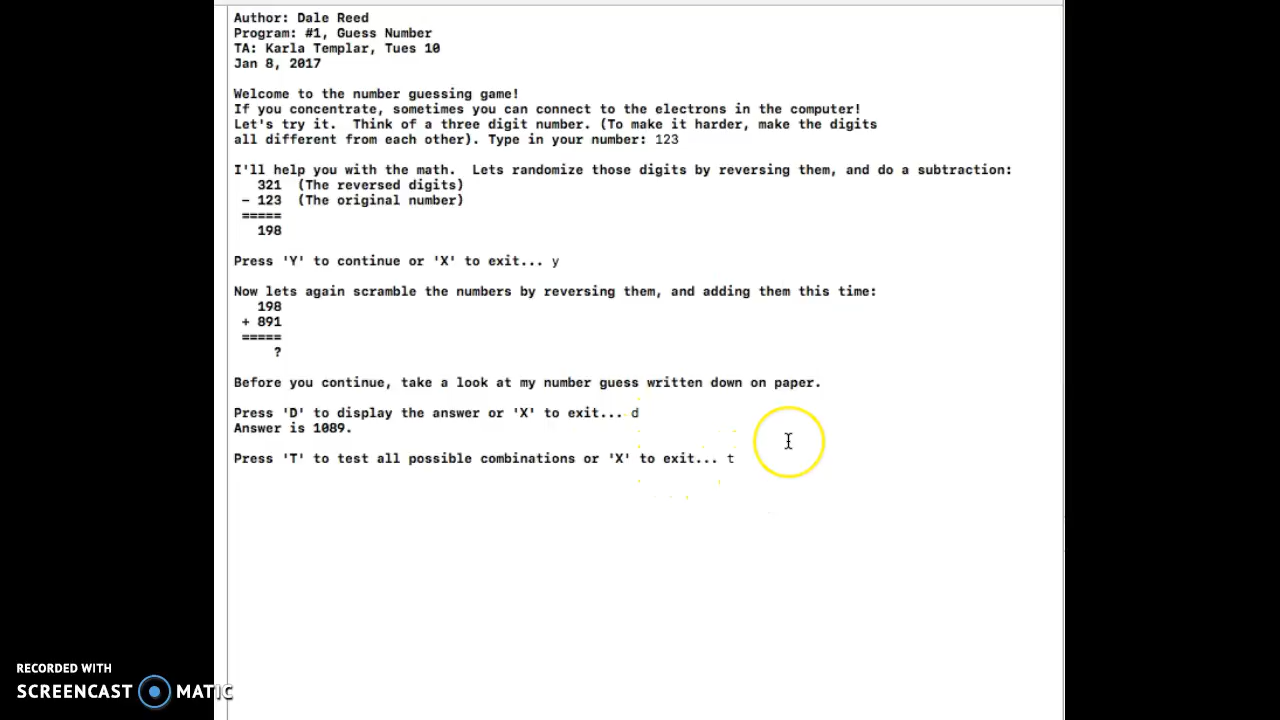 Author: Dale Reed
Program: #1, Guess Number
TA: Karla Templar, Tues 10
Jan 8, 2017
Welcome to the number guessing game!
If you concentrate, sometimes you can connect to the electrons in the computer!
Let's try it.  Think of a three digit number. (To make it harder, make the digits
all different from each other). Type in your number: 123
I'll help you with the math.  Lets randomize those digits by reversing them, and do a subtraction:
321  (The reversed digits)
- 123  (The original number)
=====
198
Press 'Y' to continue or 'X' to exit... y
Now lets again scramble the numbers by reversing them, and adding them this time:
198
+ 891
=====
?
Before you continue, take a look at my number guess written down on paper.
Press 'D' to display the answer or 'X' to exit... d
Answer is 1089.
Press 'T' to test all possible combinations or 'X' to exit... t
RECORDED WITH
SCREENCAST MATIC